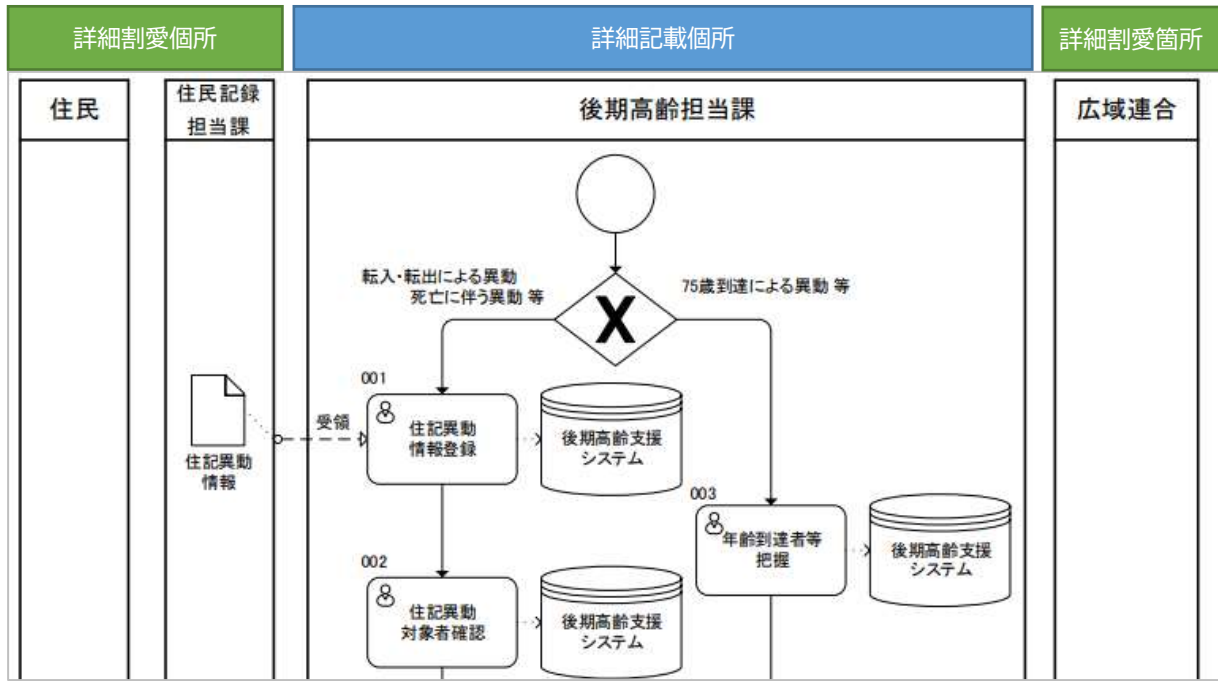 詳細割愛個所
詳細記載個所
詳細割愛箇所
住民
住民記録
担当課
後期高齢担当課
広域連合
転入・転出による異動
死亡に伴う異動 等
75歳到達による異動 等
X
001
住記異動
情報登録
後期高齢支援
システム
受領
住記異動
情報
003
年齢到達者等
把握
後期高齢支援
システム
002
住記異動
対象者確認
後期高齢支援
システム